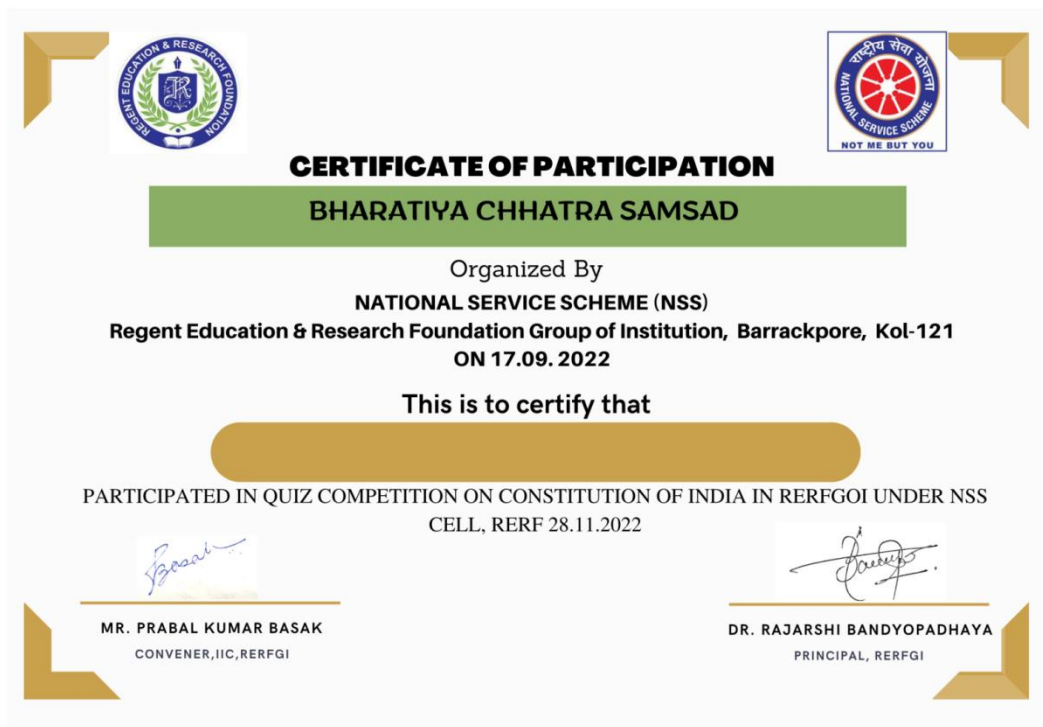 REGENT EDUCATION & RESEARCH FOUNDATION
R
राष्ट्रीय सेवा योजना
NATIONAL SERVICE SCHEME
NOT ME BUT YOU
CERTIFICATE OF PARTICIPATION
BHARATIYA CHHATRA SAMSAD
Organized By
NATIONAL SERVICE SCHEME (NSS)
Regent Education & Research Foundation Group of Institution, Barrackpore, Kol-121
ON 17.09. 2022
This is to certify that
PARTICIPATED IN QUIZ COMPETITION ON CONSTITUTION OF INDIA IN RERFGOI UNDER NSS
CELL, RERF 28.11.2022
Basak
MR. PRABAL KUMAR BASAK
CONVENER,IIC,RERFGI
DR. RAJARSHI BANDYOPADHAYA
PRINCIPAL, RERFGI